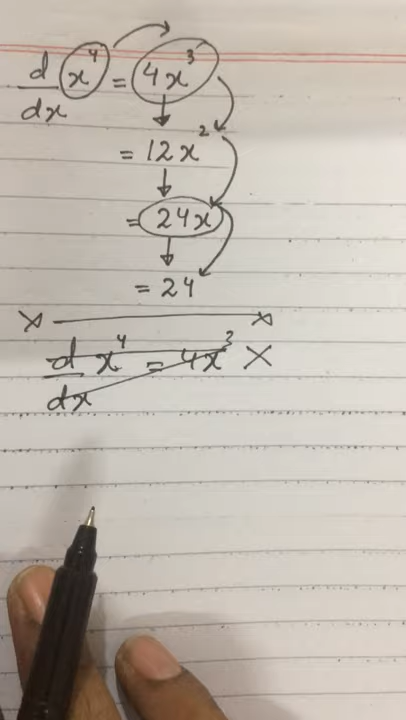 d/dx x⁴ = 4x³
= 12x²
= 24x
= 24
d/dx x⁴ = 4x³ ×